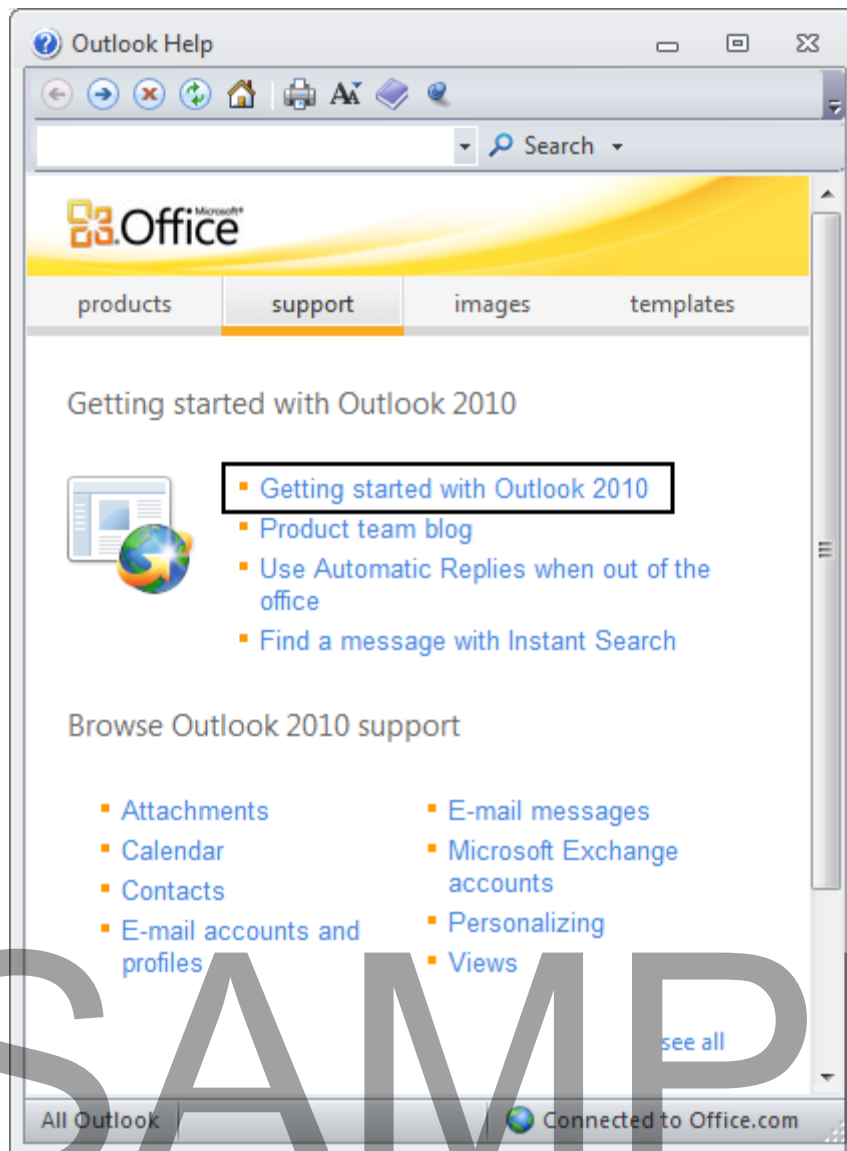 Outlook Help
Search
Microsoft®
Office
products support images templates
Getting started with Outlook 2010
Getting started with Outlook 2010
Product team blog
Use Automatic Replies when out of the
office
Find a message with Instant Search
Browse Outlook 2010 support
Attachments
Calendar
Contacts
E-mail accounts and
profiles
E-mail messages
Microsoft Exchange
accounts
Personalizing
Views
see all
All Outlook Connected to Office.com
SAMP